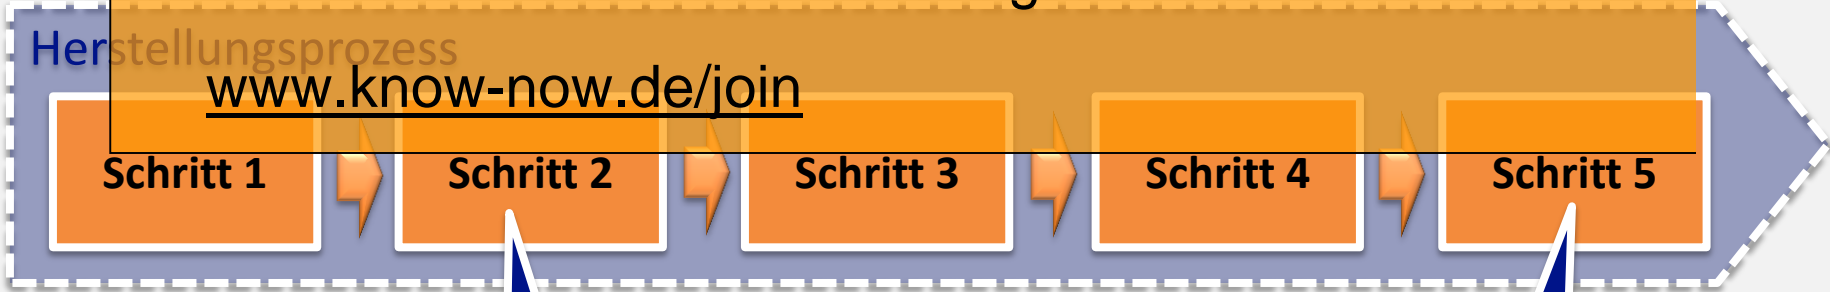 Herstellungsprozess
www.know-now.de/join
Schritt 1
Schritt 2
Schritt 3
Schritt 4
Schritt 5